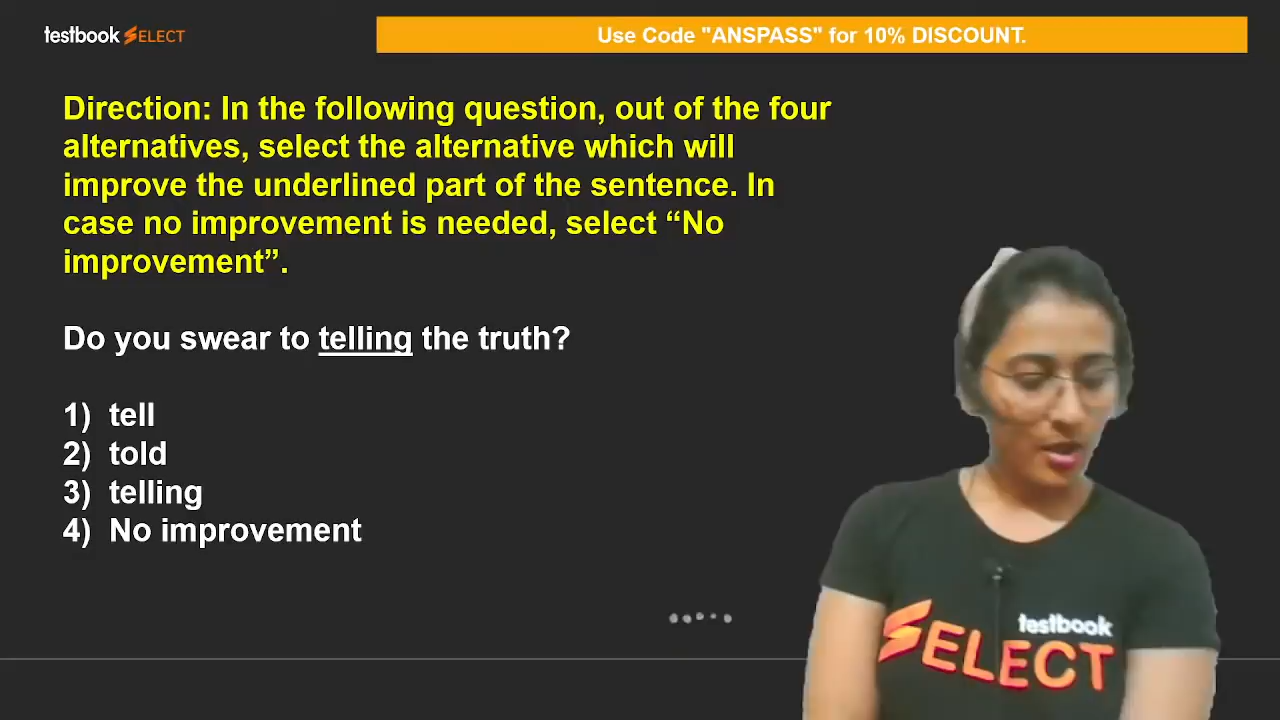 testbook SELECT
Use Code "ANSPASS" for 10% DISCOUNT.
Direction: In the following question, out of the four
alternatives, select the alternative which will
improve the underlined part of the sentence. In
case no improvement is needed, select “No
improvement”.
Do you swear to telling the truth?
1) tell
2) told
3) telling
4) No improvement
testbook
SELECT